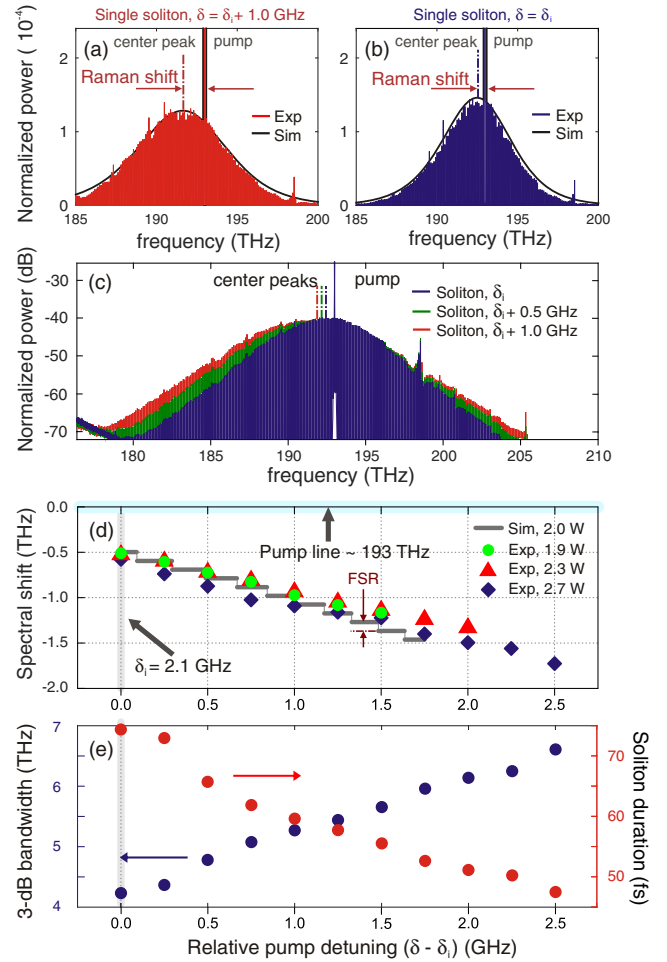 Single soliton, δ = δi + 1.0 GHz
Single soliton, δ = δi
Normalized power ( 10-4)
2
1
0
(a)
center peak
pump
Raman shift
Exp
Sim
185
190
195
200
frequency (THz)
2
1
0
(b)
center peak
pump
Raman shift
Exp
Sim
185
190
195
200
frequency (THz)
Normalized power (dB)
-30
-40
-50
-60
-70
(c)
center peaks
pump
Soliton, δi
Soliton, δi + 0.5 GHz
Soliton, δi + 1.0 GHz
180
185
190
195
200
205
210
frequency (THz)
Spectral shift (THz)
0.0
-0.5
-1.0
-1.5
-2.0
(d)
Pump line ~ 193 THz
Sim, 2.0 W
Exp, 1.9 W
Exp, 2.3 W
Exp, 2.7 W
FSR
δi = 2.1 GHz
0.0
0.5
1.0
1.5
2.0
2.5
3-dB bandwidth (THz)
7
6
5
4
(e)
70
60
50
Soliton duration (fs)
0.0
0.5
1.0
1.5
2.0
2.5
Relative pump detuning (δ - δi) (GHz)